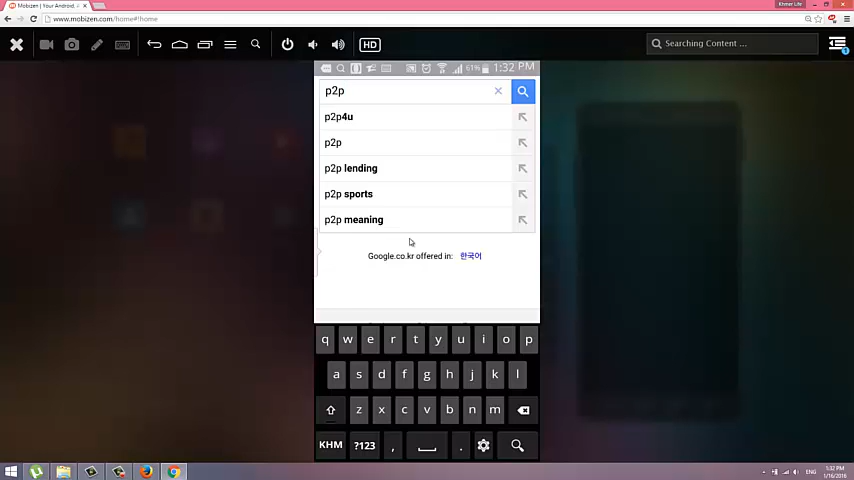 Khmer Life
Mobizen | Your Android, A
www.mobizen.com/home#!home
HD
Searching Content ...
61% 1:32 PM
p2p
p2p4u
p2p
p2p lending
p2p sports
p2p meaning
Google.co.kr offered in: 한국어
q w e r t y u i o p
a s d f g h j k l
z x c v b n m
KHM ?123 , .
ENG
1:32 PM
1/16/2016